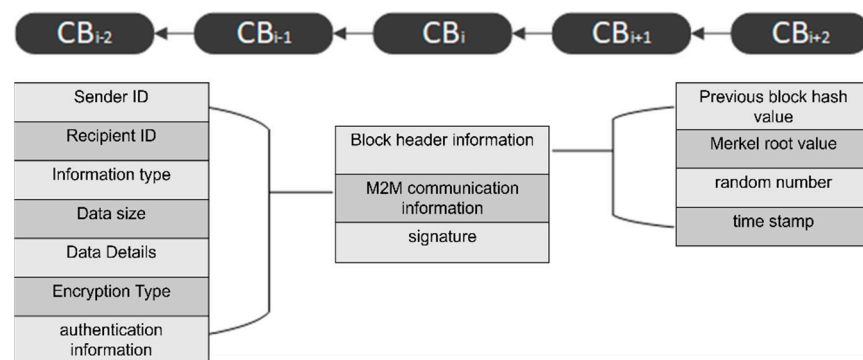 CBi-2 CBi-1 CBi CBi+1 CBi+2
Sender ID
Recipient ID
Information type
Data size
Data Details
Encryption Type
authentication
information
Block header information
M2M communication
information
signature
Previous block hash
value
Merkel root value
random number
time stamp